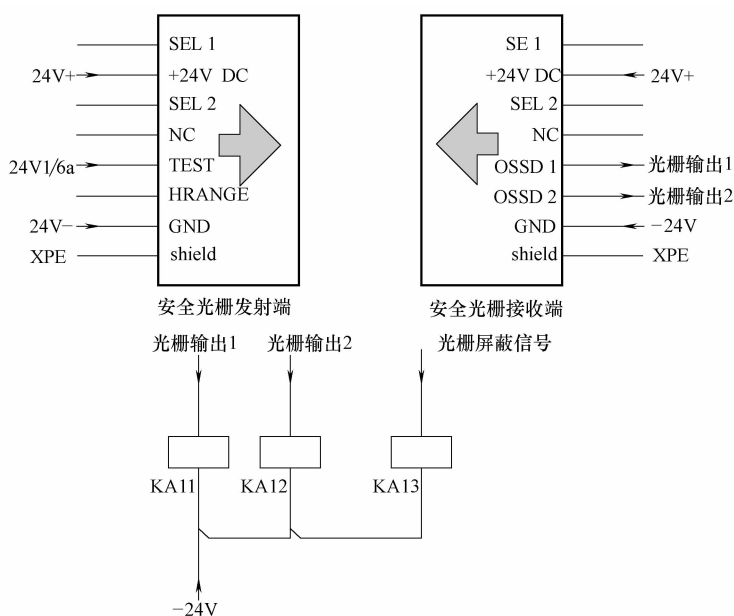 SEL 1
SE 1
24V+
+24V DC
+24V DC
24V+
SEL 2
SEL 2
NC
NC
24V1/6a
TEST
OSSD 1
光栅输出1
HRANGE
OSSD 2
光栅输出2
24V−
GND
GND
−24V
XPE
shield
shield
XPE
安全光栅发射端
安全光栅接收端
光栅输出1
光栅输出2
光栅屏蔽信号
KA11
KA12
KA13
−24V